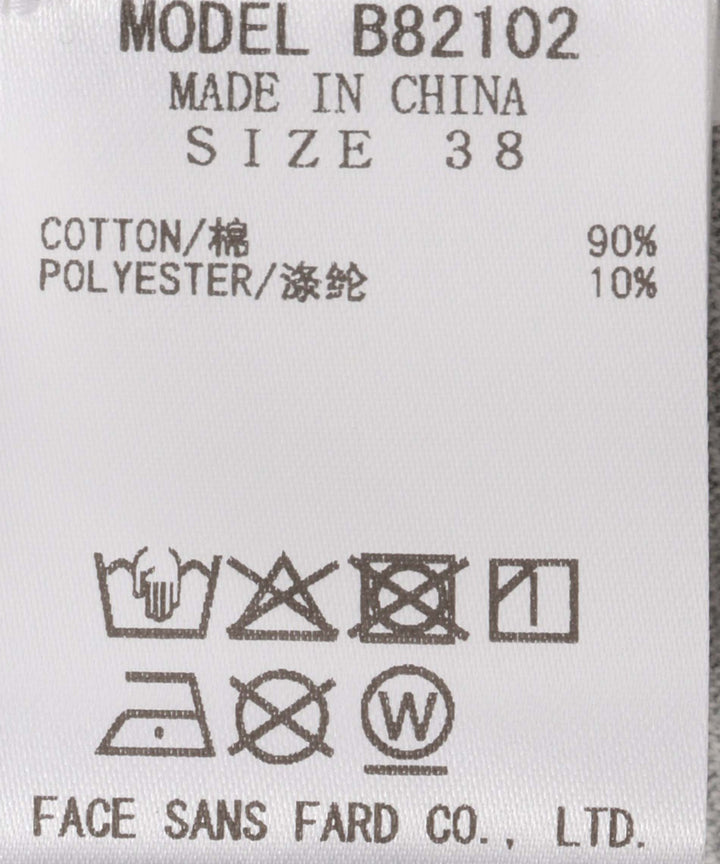 MODEL B82102
MADE IN CHINA
SIZE 38
COTTON/棉 90%
POLYESTER/涤纶 10%
W
FACE SANS FARD CO., LTD.